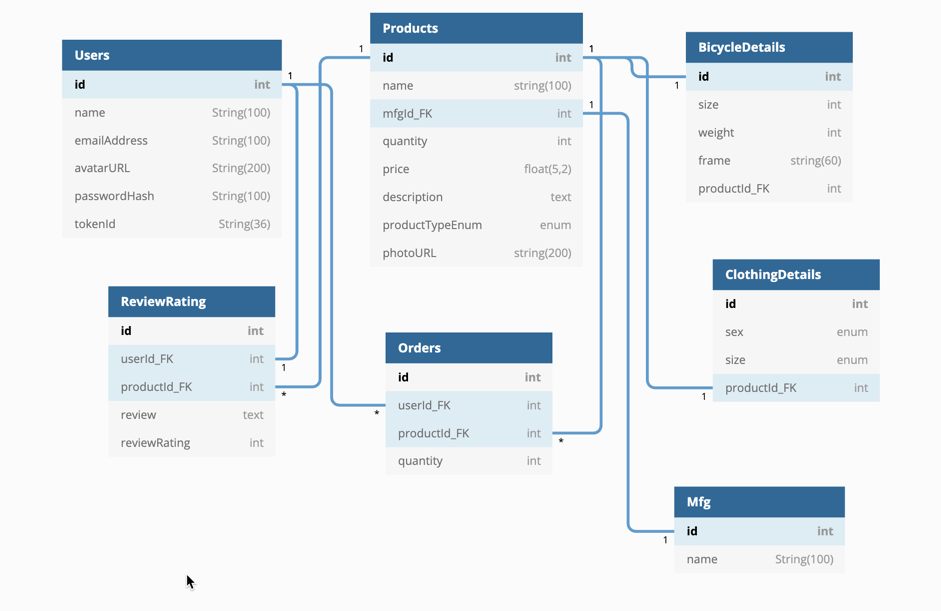 Users
id int
name String(100)
emailAddress String(100)
avatarURL String(200)
passwordHash String(100)
tokenId String(36)
1
Products
1
id int
1
name string(100)
mfgId_FK int
1
quantity int
price float(5,2)
description text
productTypeEnum enum
photoURL string(200)
BicycleDetails
id int
1
size int
weight int
frame string(60)
productId_FK int
ClothingDetails
id int
sex enum
size enum
productId_FK int
1
ReviewRating
id int
userId_FK int
1
productId_FK int
*
review text
reviewRating int
Orders
id int
userId_FK int
*
productId_FK int
*
quantity int
Mfg
id int
1
name String(100)